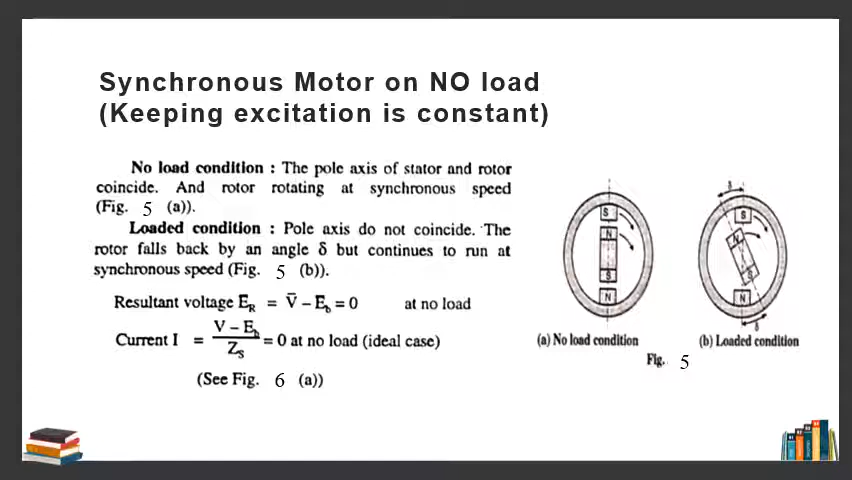 Synchronous Motor on NO load
(Keeping excitation is constant)
No load condition : The pole axis of stator and rotor
coincide. And rotor rotating at synchronous speed
(Fig. 5 (a)).
Loaded condition : Pole axis do not coincide. The
rotor falls back by an angle δ but continues to run at
synchronous speed (Fig. 5 (b)).
Resultant voltage E_R = V̄ – E_b = 0 at no load
Current I = (V – E_b) / Z_s = 0 at no load (ideal case)
(See Fig. 6 (a))
S
N
S
N
δ
S
N
S
N
δ
(a) No load condition
(b) Loaded condition
Fig. 5